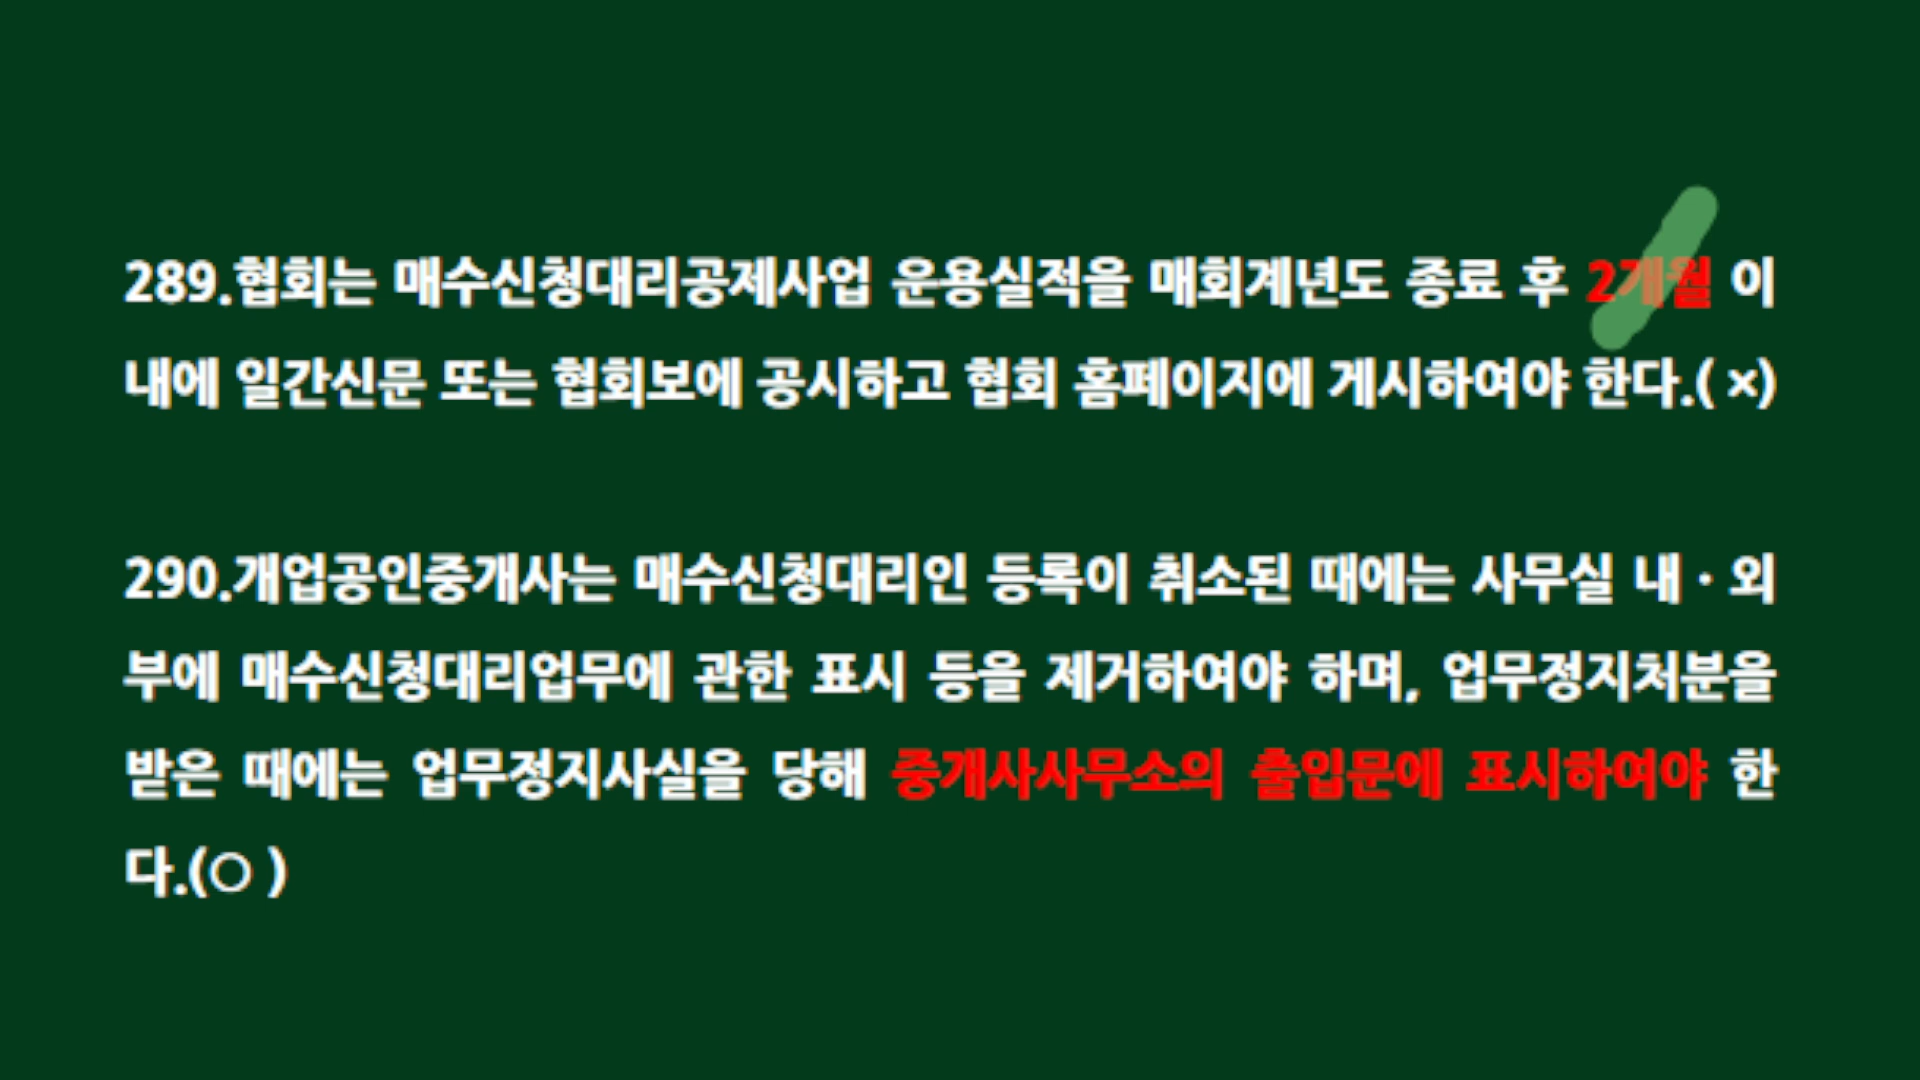 289.협회는 매수신청대리공제사업 운용실적을 매회계년도 종료 후 2개월 이
내에 일간신문 또는 협회보에 공시하고 협회 홈페이지에 게시하여야 한다.( ×)
290.개업공인중개사는 매수신청대리인 등록이 취소된 때에는 사무실 내·외
부에 매수신청대리업무에 관한 표시 등을 제거하여야 하며, 업무정지처분을
받은 때에는 업무정지사실을 당해 중개사사무소의 출입문에 표시하여야 한
다.(○ )